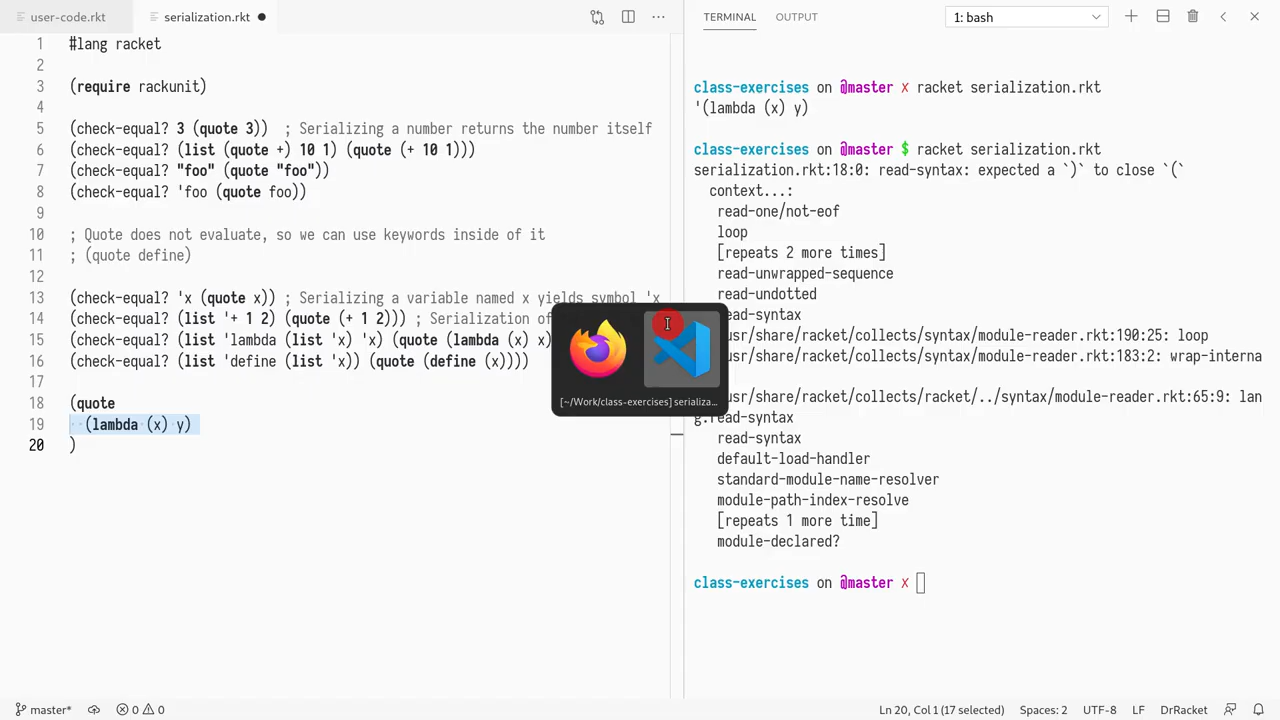 user-code.rkt
serialization.rkt
1 #lang racket
2
3 (require rackunit)
4
5 (check-equal? 3 (quote 3))  ; Serializing a number returns the number itself
6 (check-equal? (list (quote +) 10 1) (quote (+ 10 1)))
7 (check-equal? "foo" (quote "foo"))
8 (check-equal? 'foo (quote foo))
9
10 ; Quote does not evaluate, so we can use keywords inside of it
11 ; (quote define)
12
13 (check-equal? 'x (quote x)) ; Serializing a variable named x yields symbol 'x
14 (check-equal? (list '+ 1 2) (quote (+ 1 2))) ; Serialization of
15 (check-equal? (list 'lambda (list 'x) 'x) (quote (lambda (x) x)
16 (check-equal? (list 'define (list 'x)) (quote (define (x))))
17
18 (quote
19 ··(lambda·(x)·y)
20 )
[~/Work/class-exercises] serializa...
TERMINAL
OUTPUT
1: bash
class-exercises on @master ✗ racket serialization.rkt
'(lambda (x) y)
class-exercises on @master $ racket serialization.rkt
serialization.rkt:18:0: read-syntax: expected a `)` to close `(`
context...:
read-one/not-eof
loop
[repeats 2 more times]
read-unwrapped-sequence
read-undotted
ead-syntax
usr/share/racket/collects/syntax/module-reader.rkt:190:25: loop
usr/share/racket/collects/syntax/module-reader.rkt:183:2: wrap-interna
usr/share/racket/collects/racket/../syntax/module-reader.rkt:65:9: lan
g:read-syntax
read-syntax
default-load-handler
standard-module-name-resolver
module-path-index-resolve
[repeats 1 more time]
module-declared?
class-exercises on @master ✗
master*
0
0
Ln 20, Col 1 (17 selected)
Spaces: 2
UTF-8
LF
DrRacket